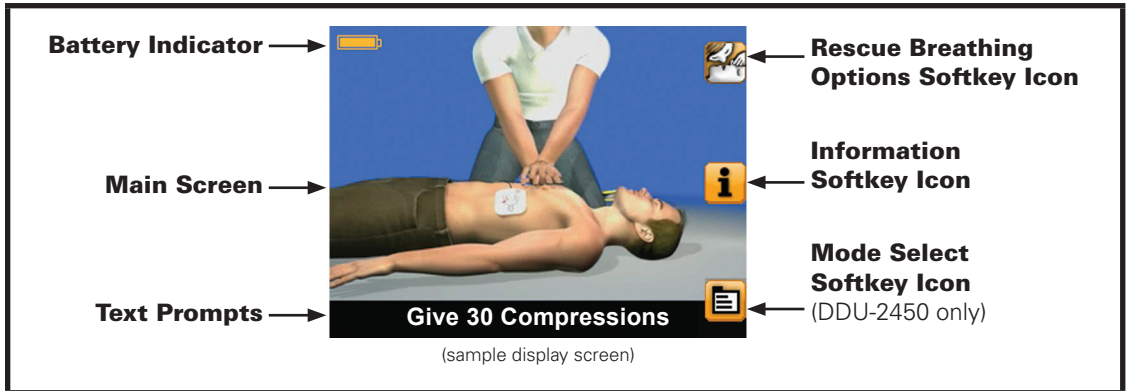 Battery Indicator
Main Screen
Text Prompts
Give 30 Compressions
(sample display screen)
Rescue Breathing
Options Softkey Icon
i
Information
Softkey Icon
Mode Select
Softkey Icon
(DDU-2450 only)